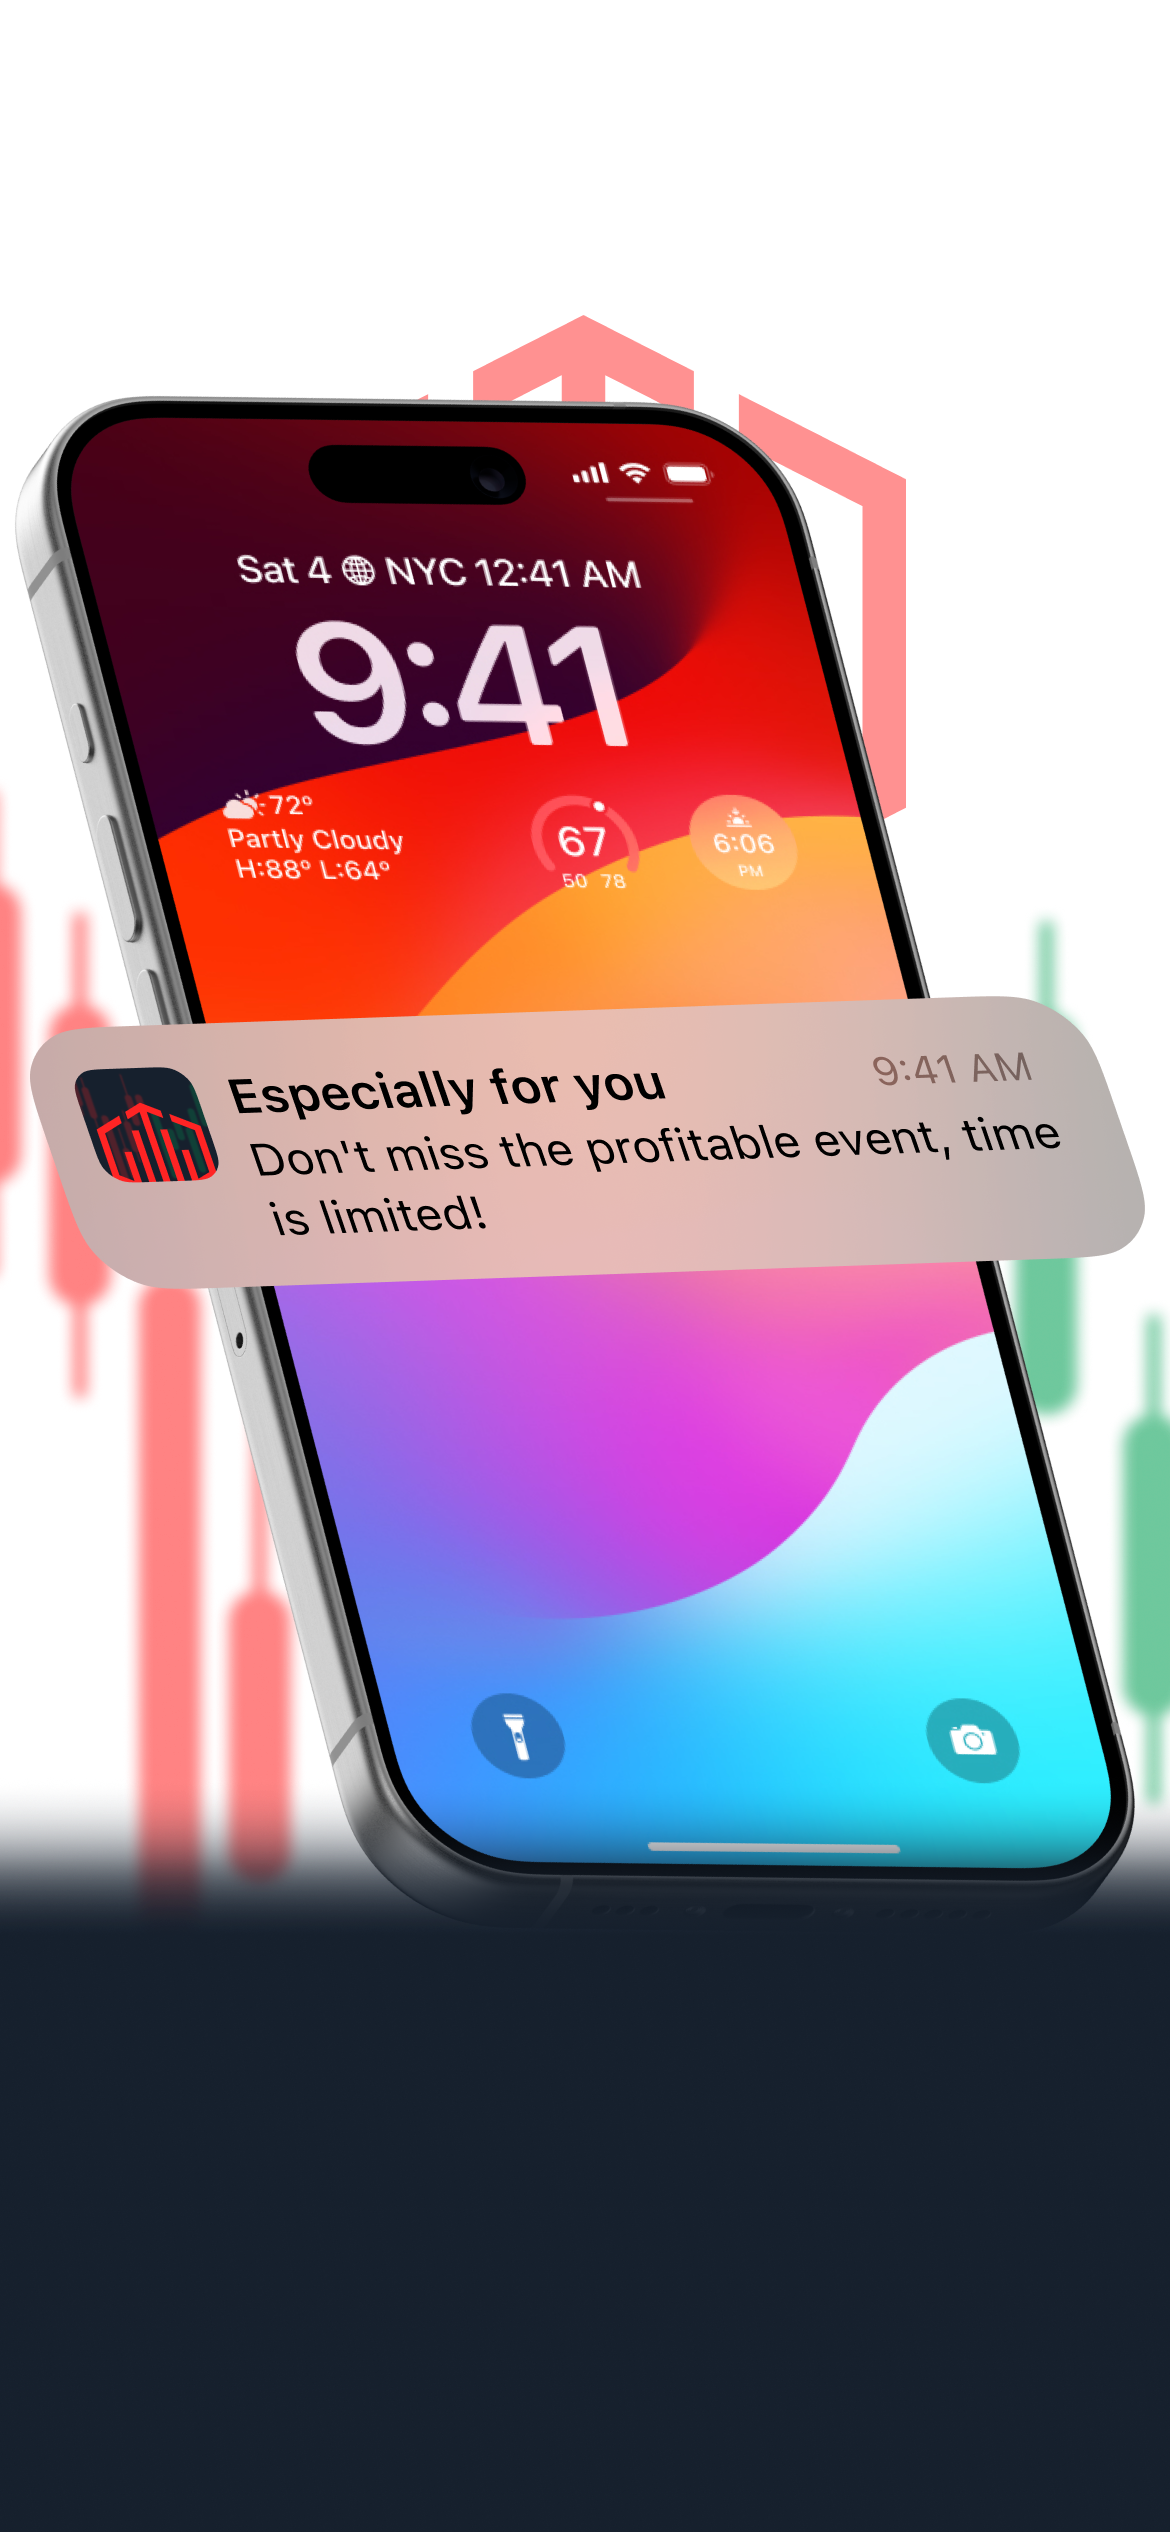 Sat 4 NYC 12:41 AM
9:41
72°
Partly Cloudy
H:88° L:64°
67
50 78
6:06
PM
Especially for you
9:41 AM
Don't miss the profitable event, time
is limited!